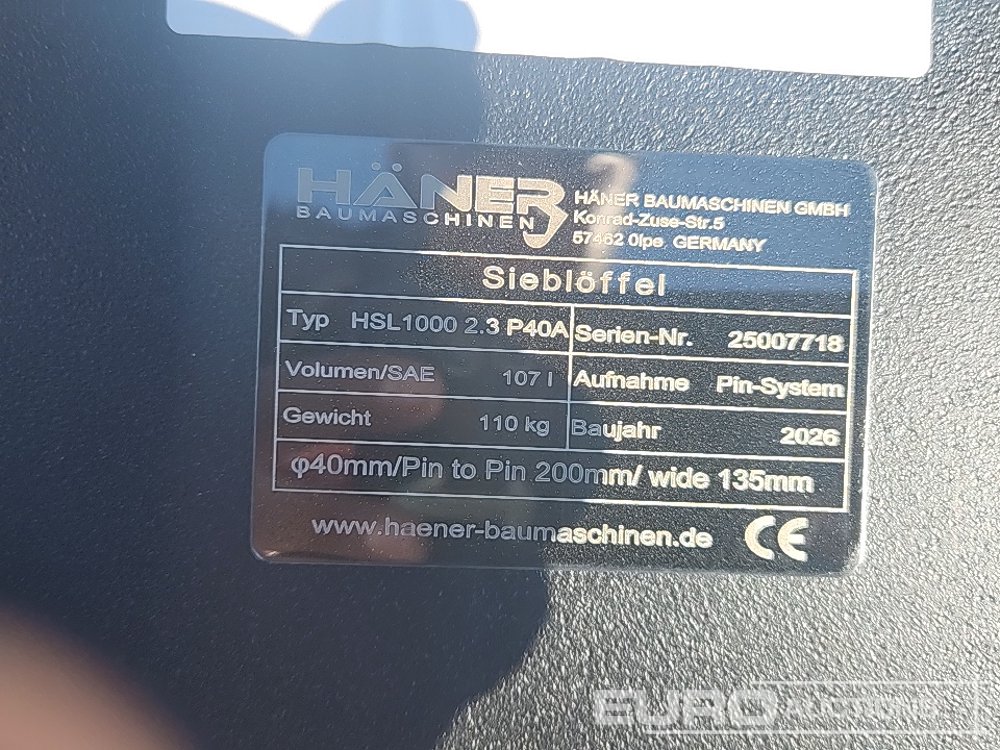 HÄNER
BAUMASCHINEN
HÄNER BAUMASCHINEN GMBH
Konrad-Zuse-Str.5
57462 Olpe, GERMANY
Sieblöffel
Typ HSL1000 2.3 P40A Serien-Nr. 25007718
Volumen/SAE 107 l Aufnahme Pin-System
Gewicht 110 kg Baujahr 2026
φ40mm/Pin to Pin 200mm/ wide 135mm
www.haener-baumaschinen.de CE
EURO AUCTIONS